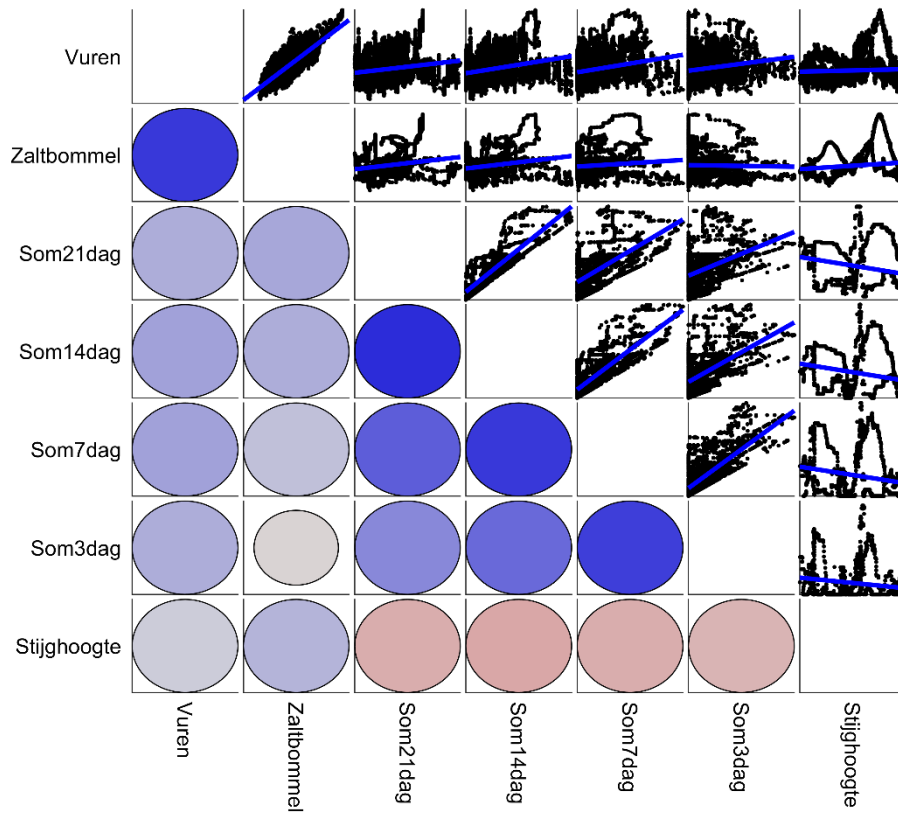 Vuren
Zaltbommel
Som21dag
Som14dag
Som7dag
Som3dag
Stijghoogte
Vuren
Zaltbommel
Som21dag
Som14dag
Som7dag
Som3dag
Stijghoogte